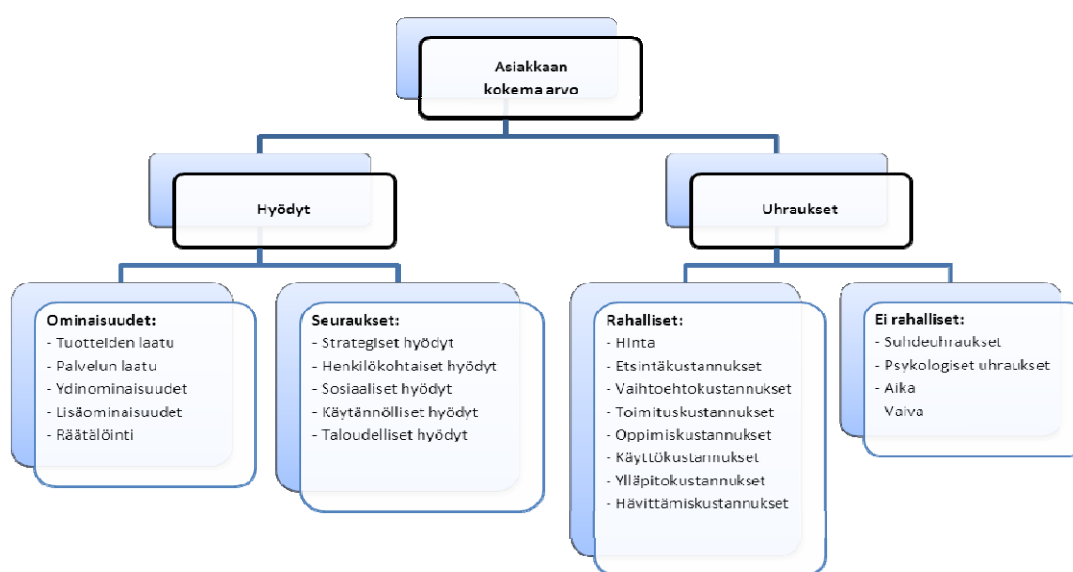 Asiakkaan
kokema arvo
Hyödyt
Uhraukset
Ominaisuudet:
- Tuotteiden laatu
- Palvelun laatu
- Ydinominaisuudet
- Lisäominaisuudet
- Räätälöinti
Seuraukset:
- Strategiset hyödyt
- Henkilökohtaiset hyödyt
- Sosiaaliset hyödyt
- Käytännölliset hyödyt
- Taloudelliset hyödyt
Rahalliset:
- Hinta
- Etsintäkustannukset
- Vaihtoehtokustannukset
- Toimituskustannukset
- Oppimiskustannukset
- Käyttökustannukset
- Ylläpitokustannukset
- Hävittämiskustannukset
Ei rahalliset:
- Suhdeuhraukset
- Psykologiset uhraukset
- Aika
- Vaiva